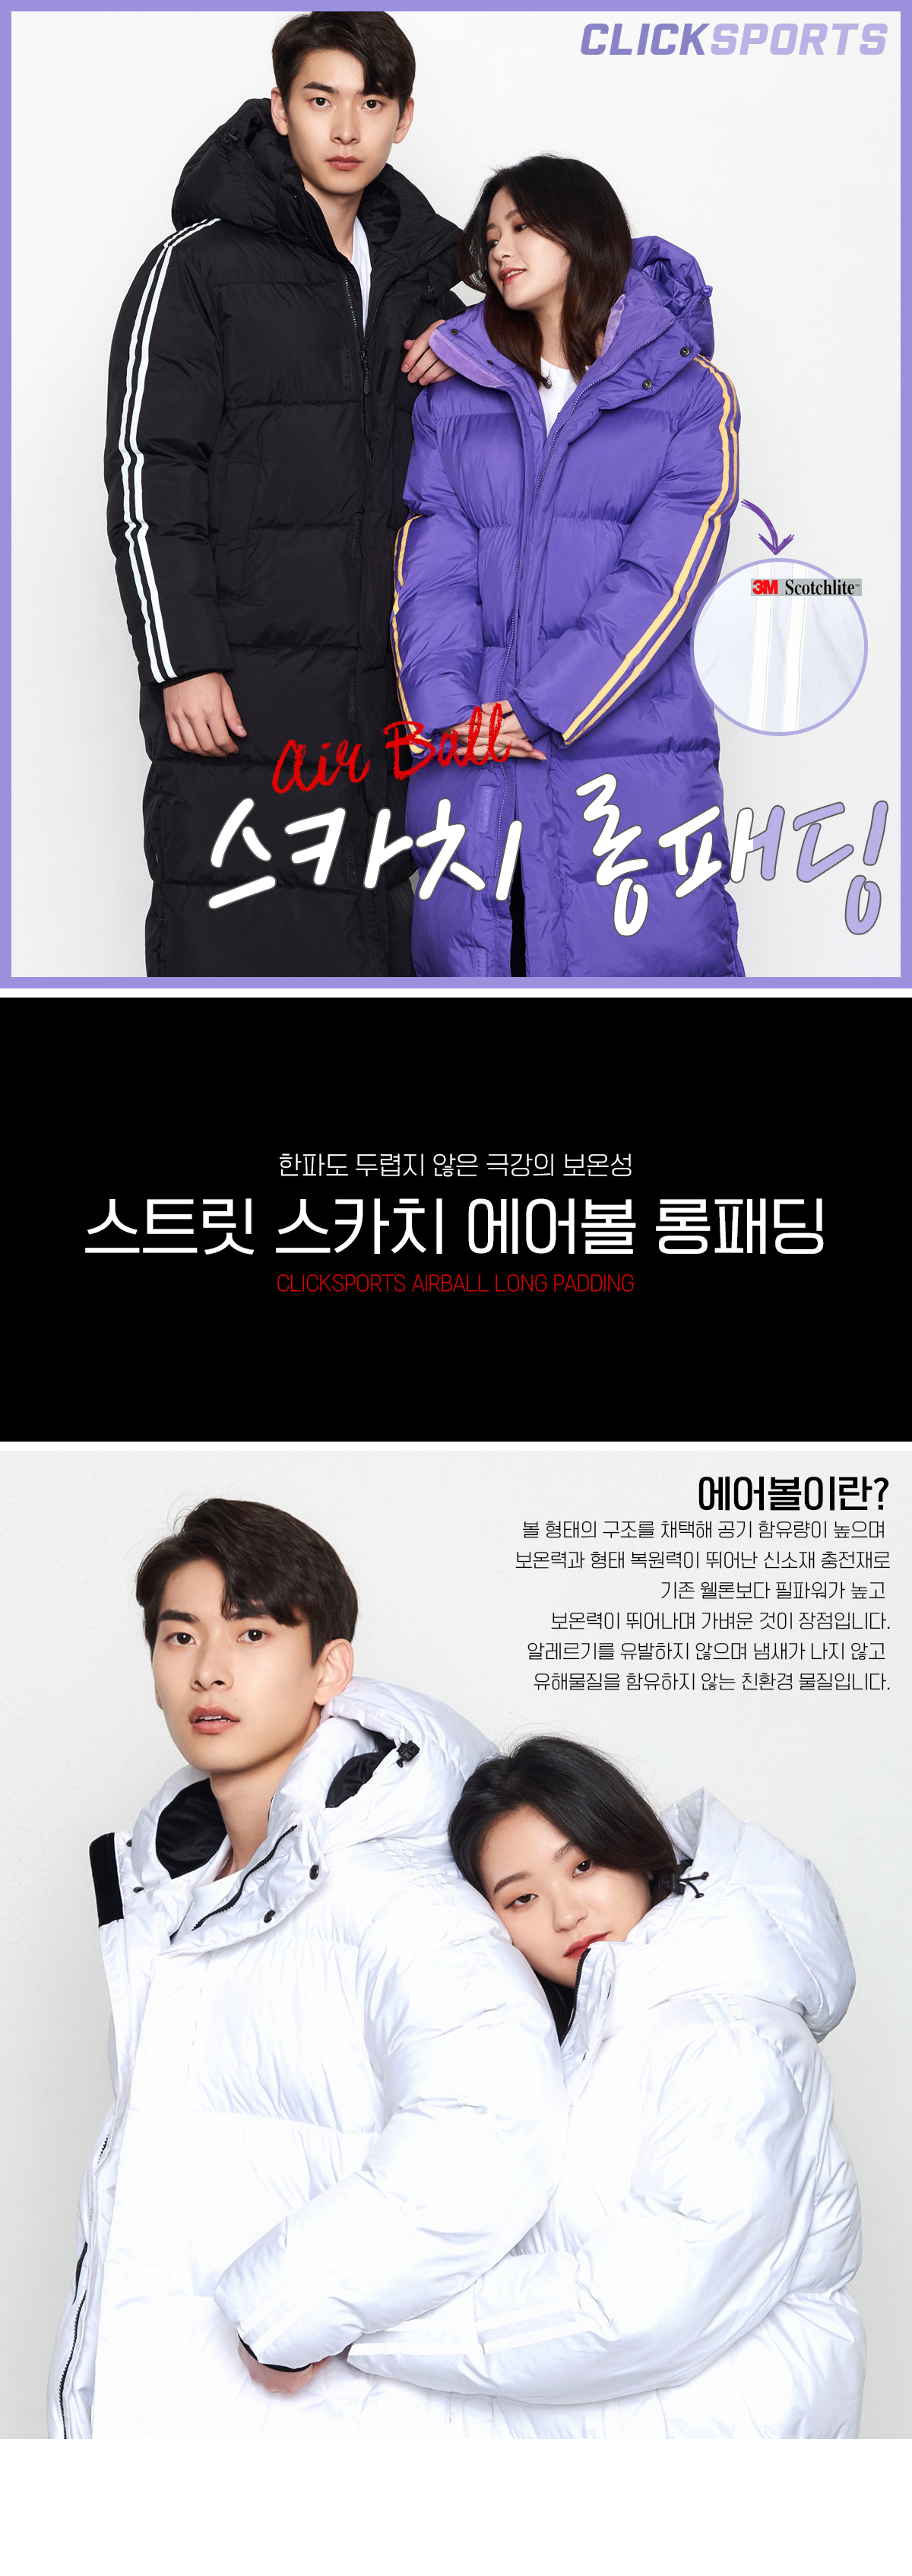 CLICKSPORTS
3M Scotchlite™
Air Ball
스카치 롱패딩
한파도 두렵지 않은 극강의 보온성
스트릿 스카치 에어볼 롱패딩
CLICKSPORTS AIRBALL LONG PADDING
에어볼이란?
볼 형태의 구조를 채택해 공기 함유량이 높으며
보온력과 형태 복원력이 뛰어난 신소재 충전재로
기존 웰론보다 필파워가 높고
보온력이 뛰어나며 가벼운 것이 장점입니다.
알레르기를 유발하지 않으며 냄새가 나지 않고
유해물질을 함유하지 않는 친환경 물질입니다.